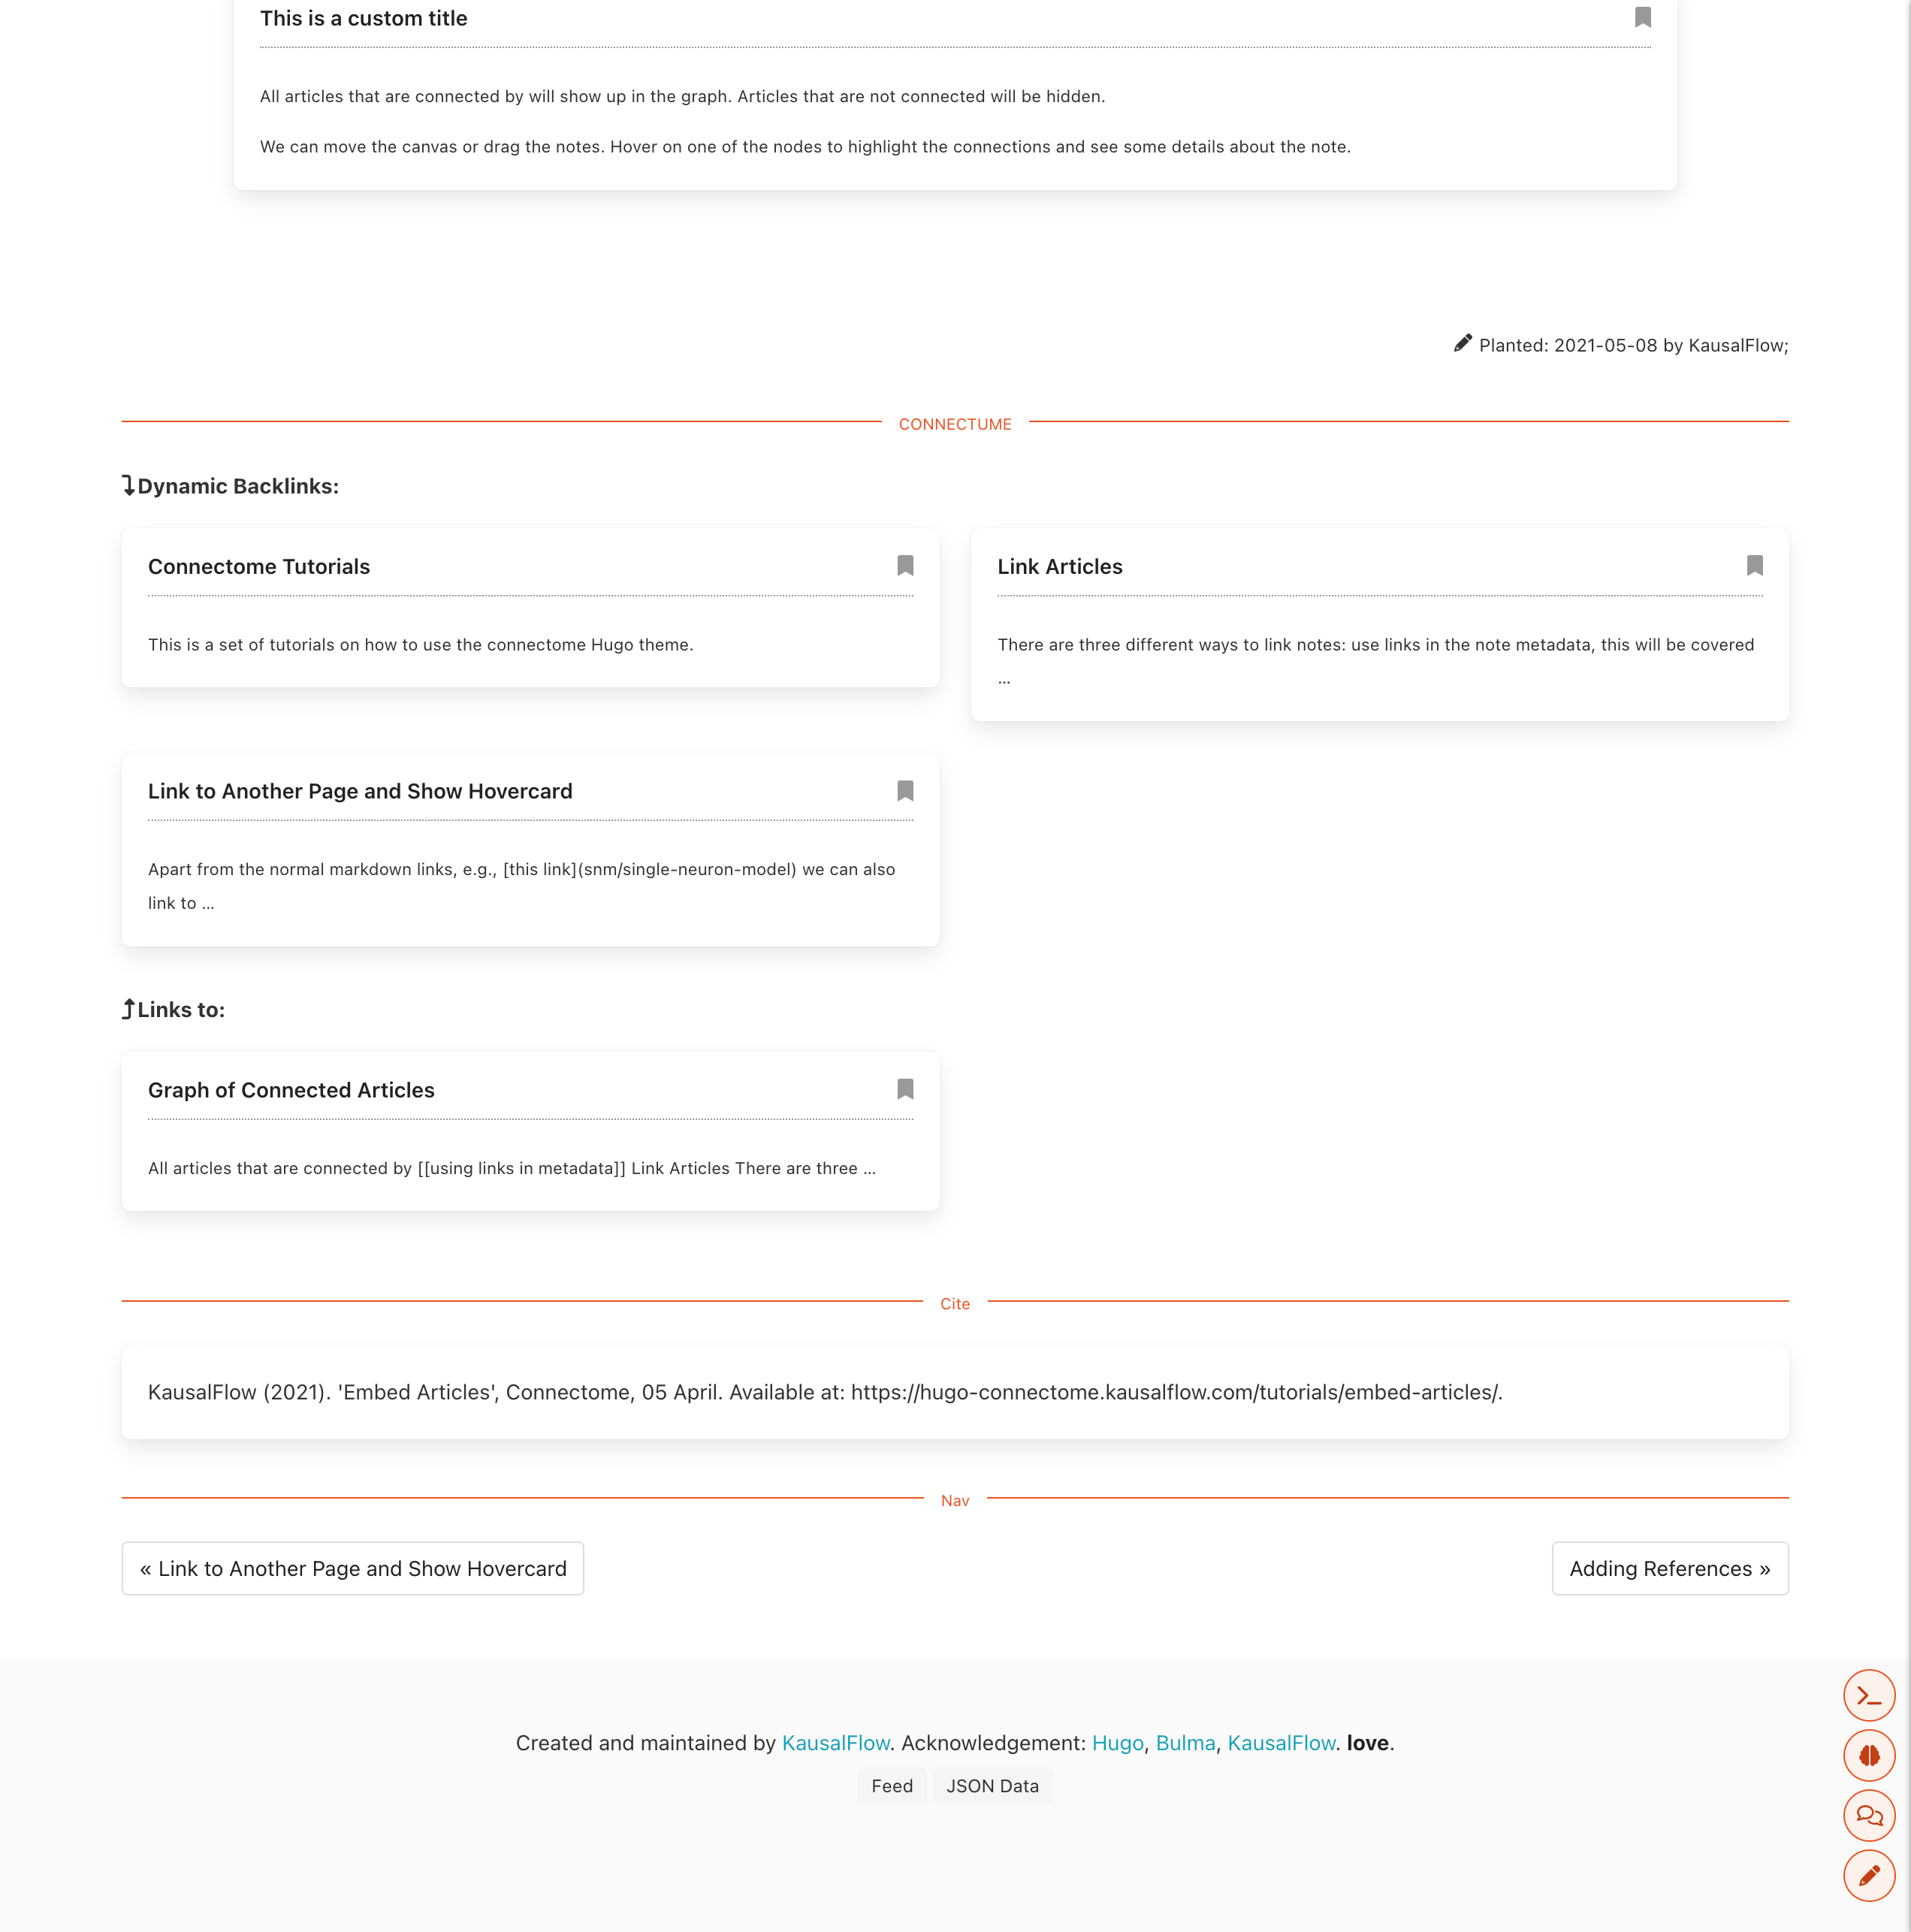 This is a custom title
All articles that are connected by will show up in the graph. Articles that are not connected will be hidden.
We can move the canvas or drag the notes. Hover on one of the nodes to highlight the connections and see some details about the note.
Planted: 2021-05-08 by KausalFlow;
CONNECTUME
Dynamic Backlinks:
Connectome Tutorials
This is a set of tutorials on how to use the connectome Hugo theme.
Link Articles
There are three different ways to link notes: use links in the note metadata, this will be covered
...
Link to Another Page and Show Hovercard
Apart from the normal markdown links, e.g., [this link](snm/single-neuron-model) we can also
link to ...
Links to:
Graph of Connected Articles
All articles that are connected by [[using links in metadata]] Link Articles There are three ...
Cite
KausalFlow (2021). 'Embed Articles', Connectome, 05 April. Available at: https://hugo-connectome.kausalflow.com/tutorials/embed-articles/.
Nav
« Link to Another Page and Show Hovercard
Adding References »
Created and maintained by KausalFlow. Acknowledgement: Hugo, Bulma, KausalFlow. love.
Feed JSON Data